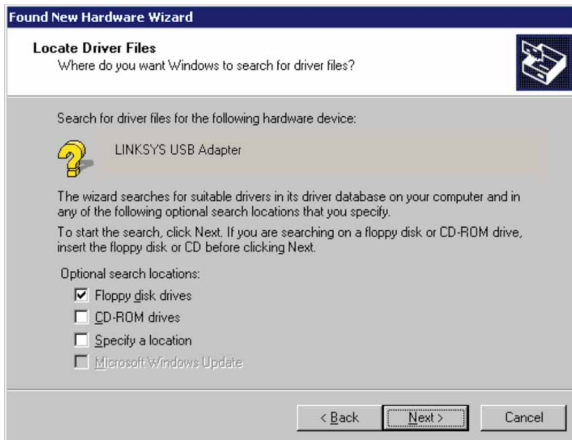 Found New Hardware Wizard
Locate Driver Files
Where do you want Windows to search for driver files?
Search for driver files for the following hardware device:
LINKSYS USB Adapter
The wizard searches for suitable drivers in its driver database on your computer and in
any of the following optional search locations that you specify.
To start the search, click Next. If you are searching on a floppy disk or CD-ROM drive,
insert the floppy disk or CD before clicking Next.
Optional search locations:
Floppy disk drives
CD-ROM drives
Specify a location
Microsoft Windows Update
< Back Next > Cancel